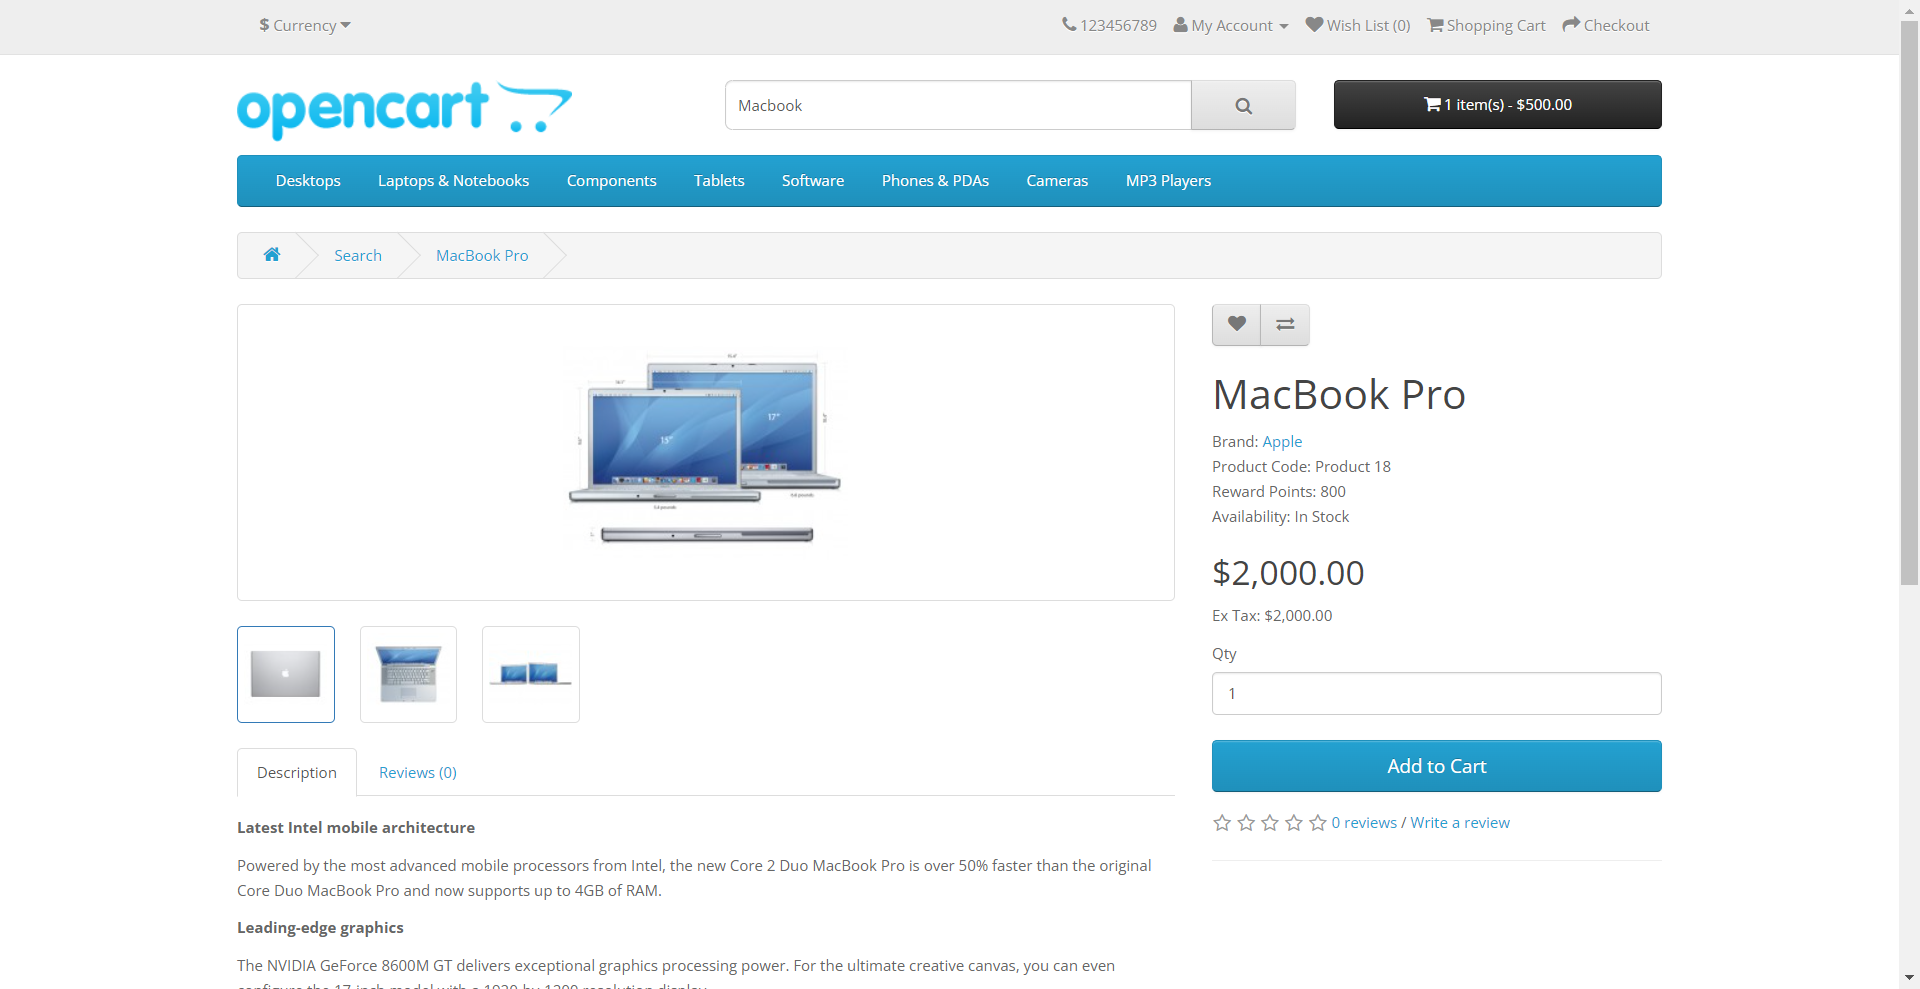 $ Currency
123456789 My Account Wish List (0) Shopping Cart Checkout
opencart
Macbook
1 item(s) - $500.00
Desktops Laptops & Notebooks Components Tablets Software Phones & PDAs Cameras MP3 Players
Search MacBook Pro
15"
17"
MacBook Pro
Brand: Apple
Product Code: Product 18
Reward Points: 800
Availability: In Stock
$2,000.00
Ex Tax: $2,000.00
Qty
1
Add to Cart
0 reviews / Write a review
Description Reviews (0)
Latest Intel mobile architecture
Powered by the most advanced mobile processors from Intel, the new Core 2 Duo MacBook Pro is over 50% faster than the original
Core Duo MacBook Pro and now supports up to 4GB of RAM.
Leading-edge graphics
The NVIDIA GeForce 8600M GT delivers exceptional graphics processing power. For the ultimate creative canvas, you can even